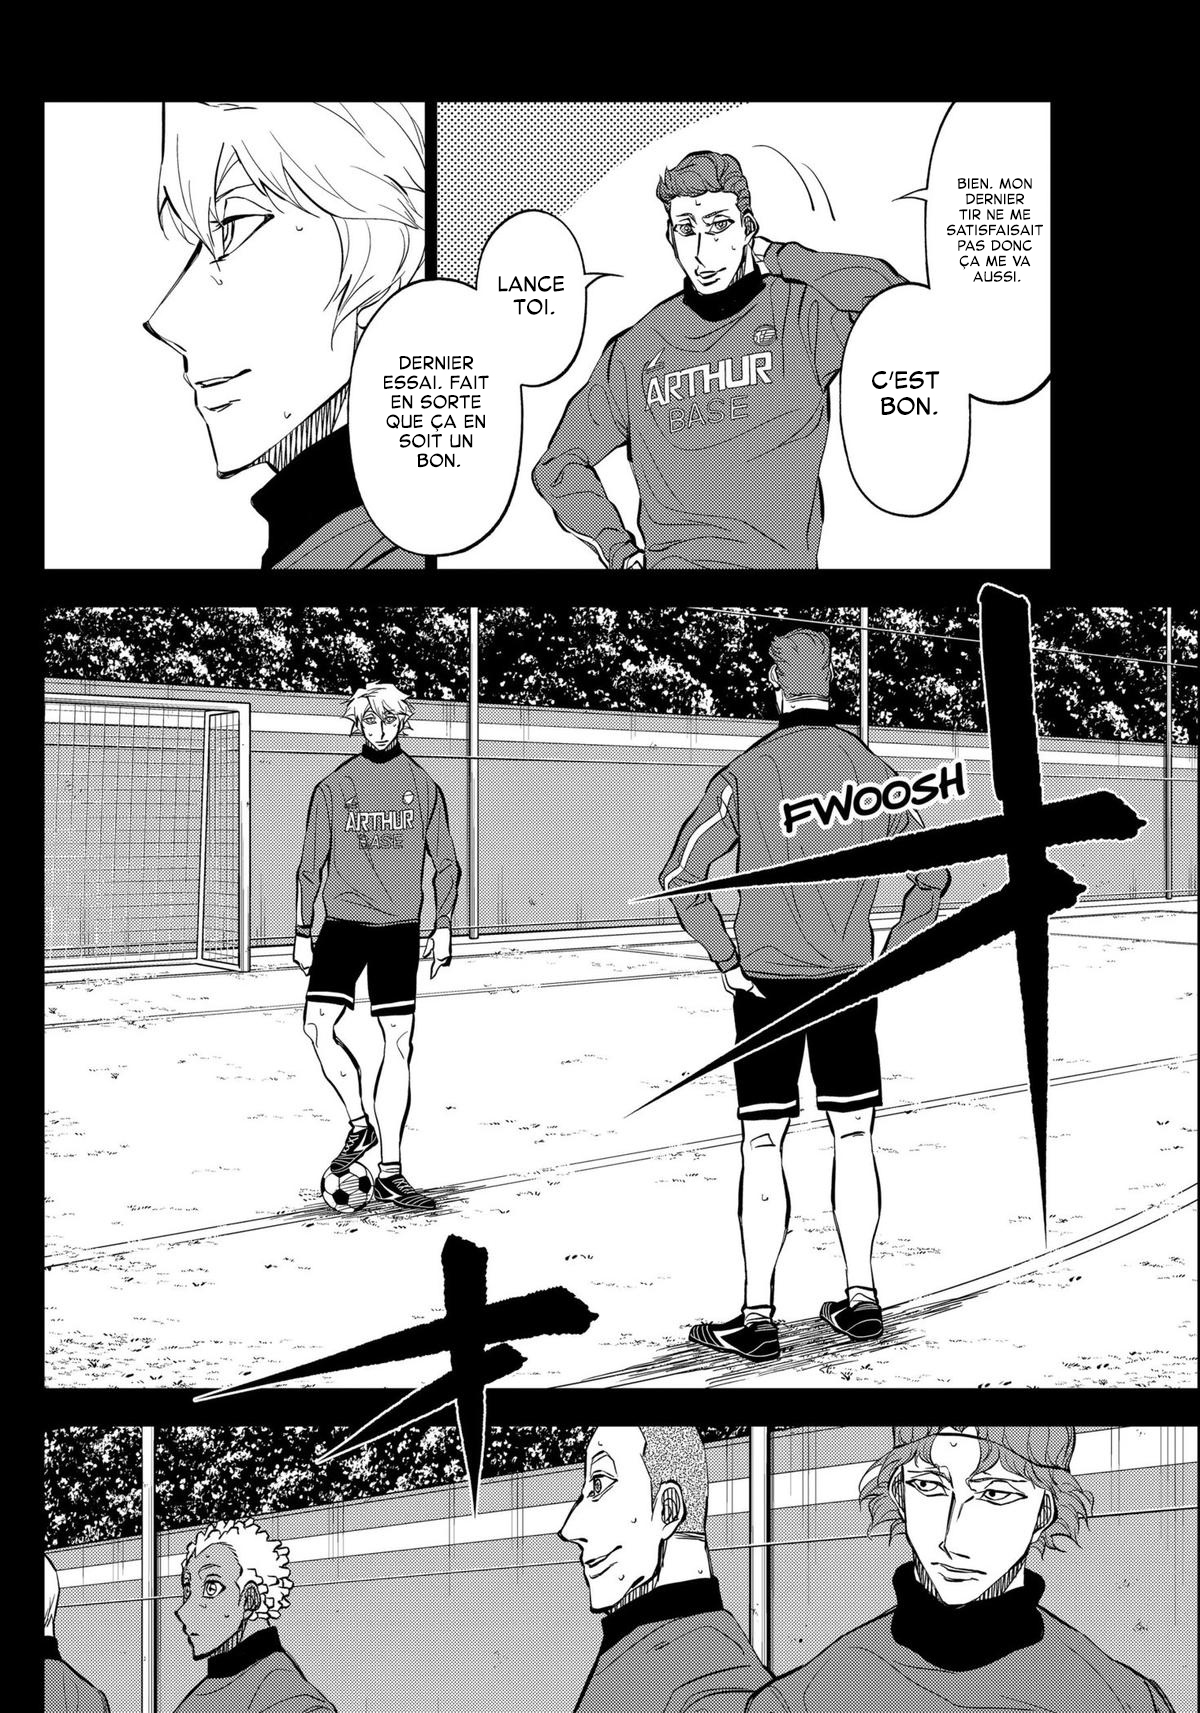 BIEN. MON
DERNIER
TIR NE ME
SATISFAISAIT
PAS DONC
ÇA ME VA
AUSSI.
C'EST
BON.
LANCE
TOI.
DERNIER
ESSAI. FAIT
EN SORTE
QUE ÇA EN
SOIT UN
BON.
ARTHUR
BASE
FWOOSH
ARTHUR
BASE